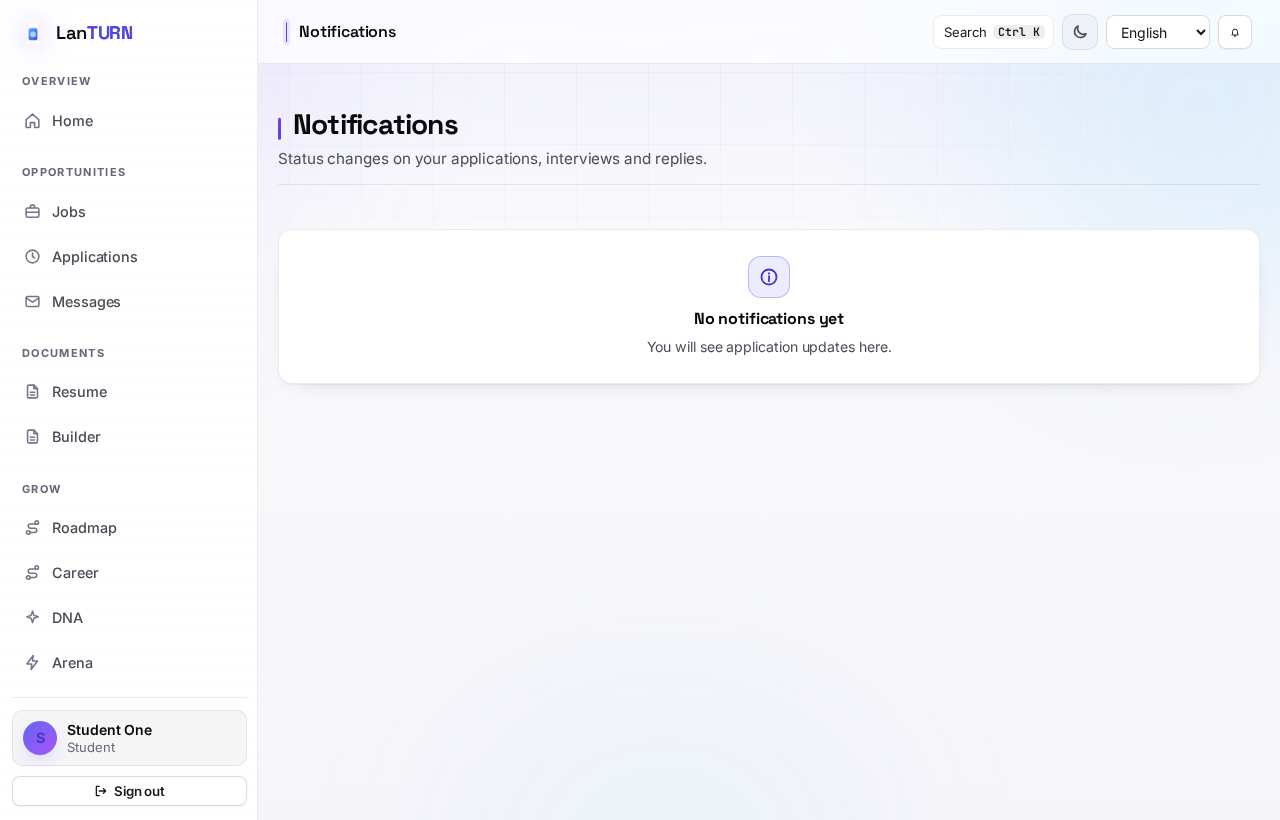 LanTURN
OVERVIEW
Home
OPPORTUNITIES
Jobs
Applications
Messages
DOCUMENTS
Resume
Builder
GROW
Roadmap
Career
DNA
Arena
S
Student One
Student
Sign out
Notifications
Search Ctrl K
English
Notifications
Status changes on your applications, interviews and replies.
No notifications yet
You will see application updates here.